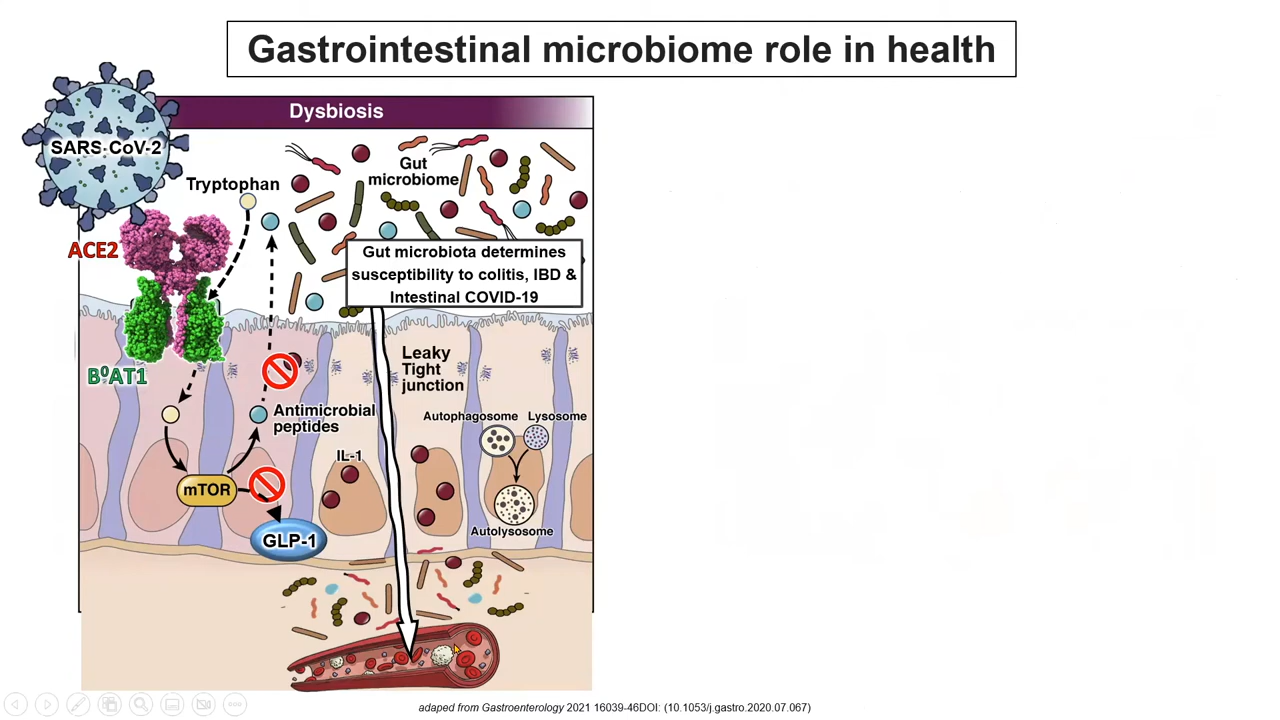 Gastrointestinal microbiome role in health
Dysbiosis
SARS-CoV-2
Gut
microbiome
Tryptophan
ACE2
Gut microbiota determines
susceptibility to colitis, IBD &
Intestinal COVID-19
B⁰AT1
Leaky
Tight
junction
Antimicrobial
peptides
Autophagosome
Lysosome
IL-1
mTOR
Autolysosome
GLP-1
adapted from Gastroenterology 2021 16039-46DOI: (10.1053/j.gastro.2020.07.067)